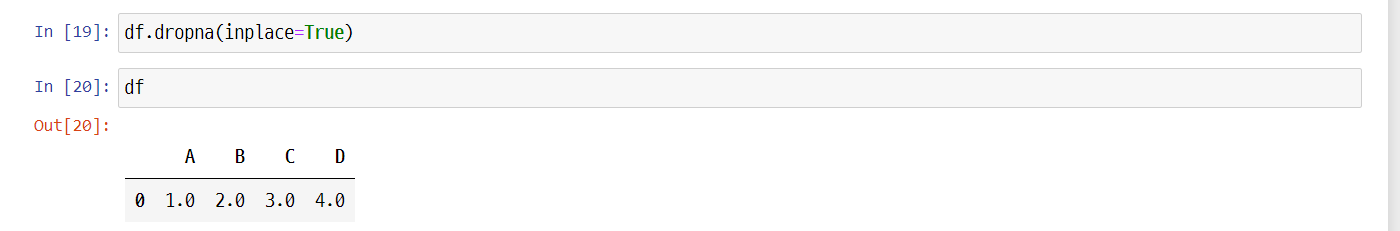 In [19]: df.dropna(inplace=True)
In [20]: df
Out[20]:
A B C D
0 1.0 2.0 3.0 4.0